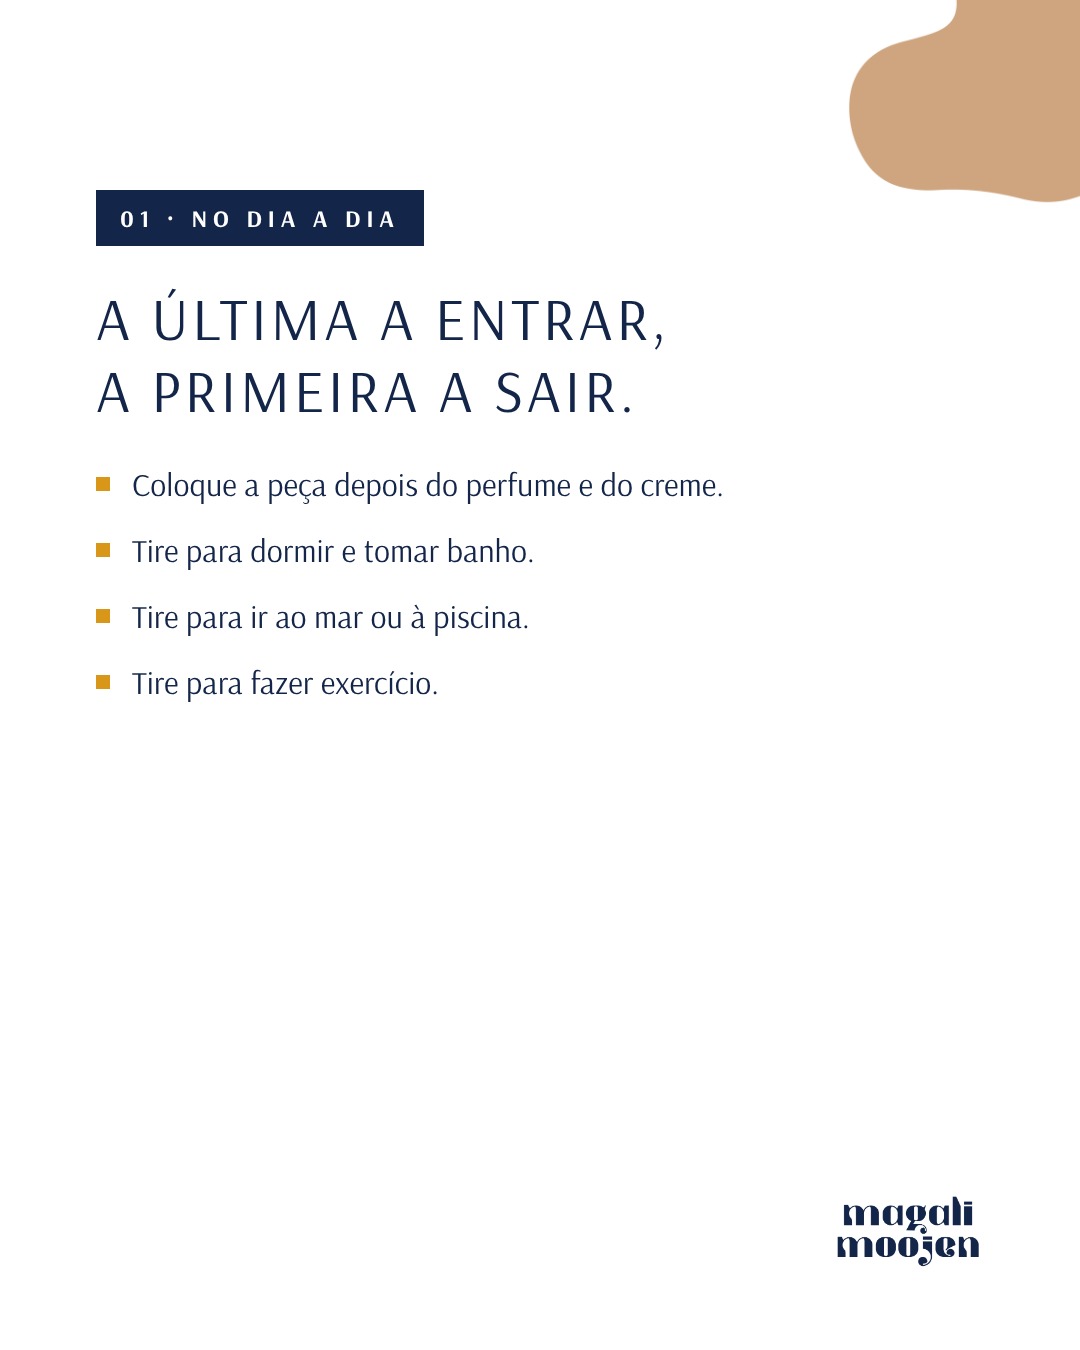 01 · NO DIA A DIA
A ÚLTIMA A ENTRAR,
A PRIMEIRA A SAIR.
Coloque a peça depois do perfume e do creme.
Tire para dormir e tomar banho.
Tire para ir ao mar ou à piscina.
Tire para fazer exercício.
magali
moojen